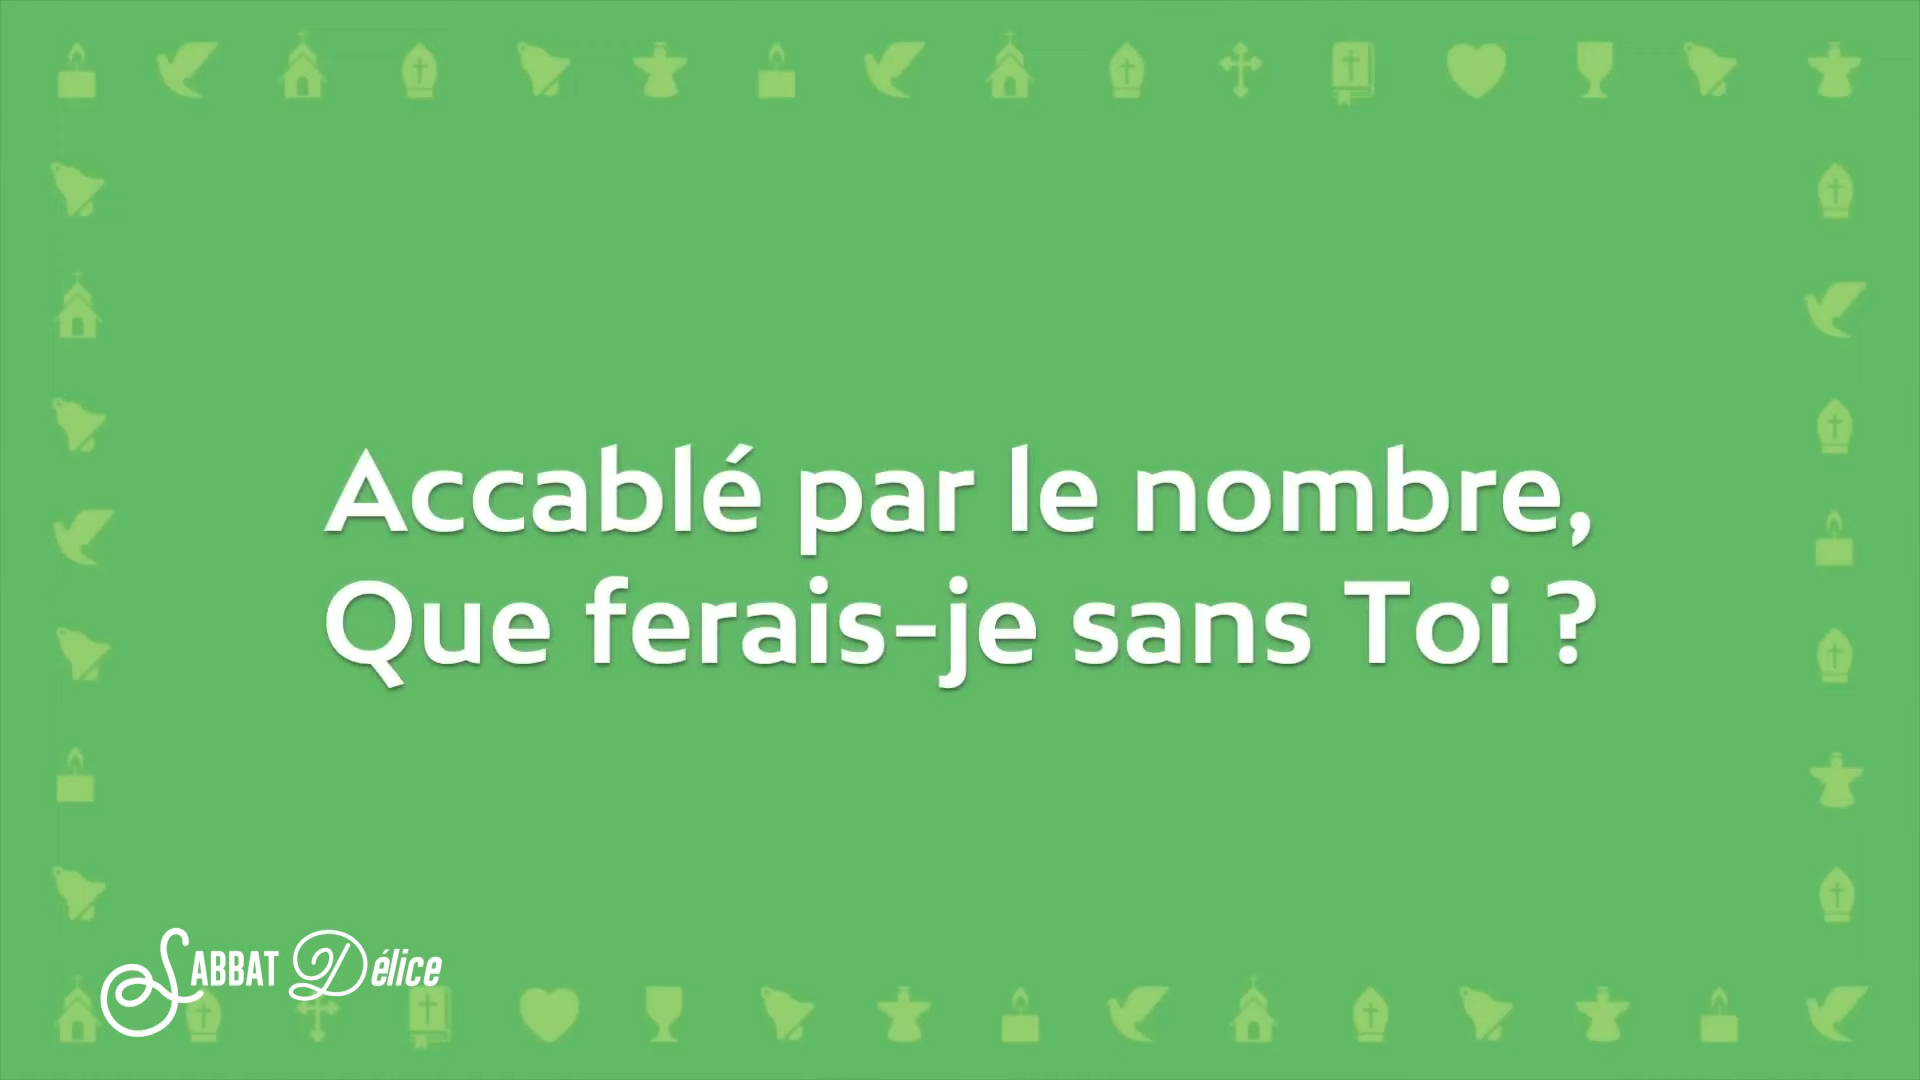 Accablé par le nombre,
Que ferais-je sans Toi ?
SABBAT Délice